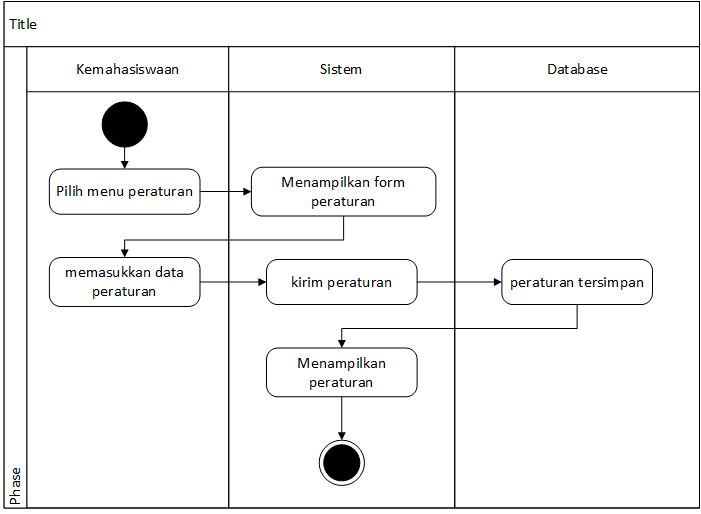 Title
Kemahasiswaan
Sistem
Database
Pilih menu peraturan
Menampilkan form
peraturan
memasukkan data
peraturan
kirim peraturan
peraturan tersimpan
Menampilkan
peraturan
Phase